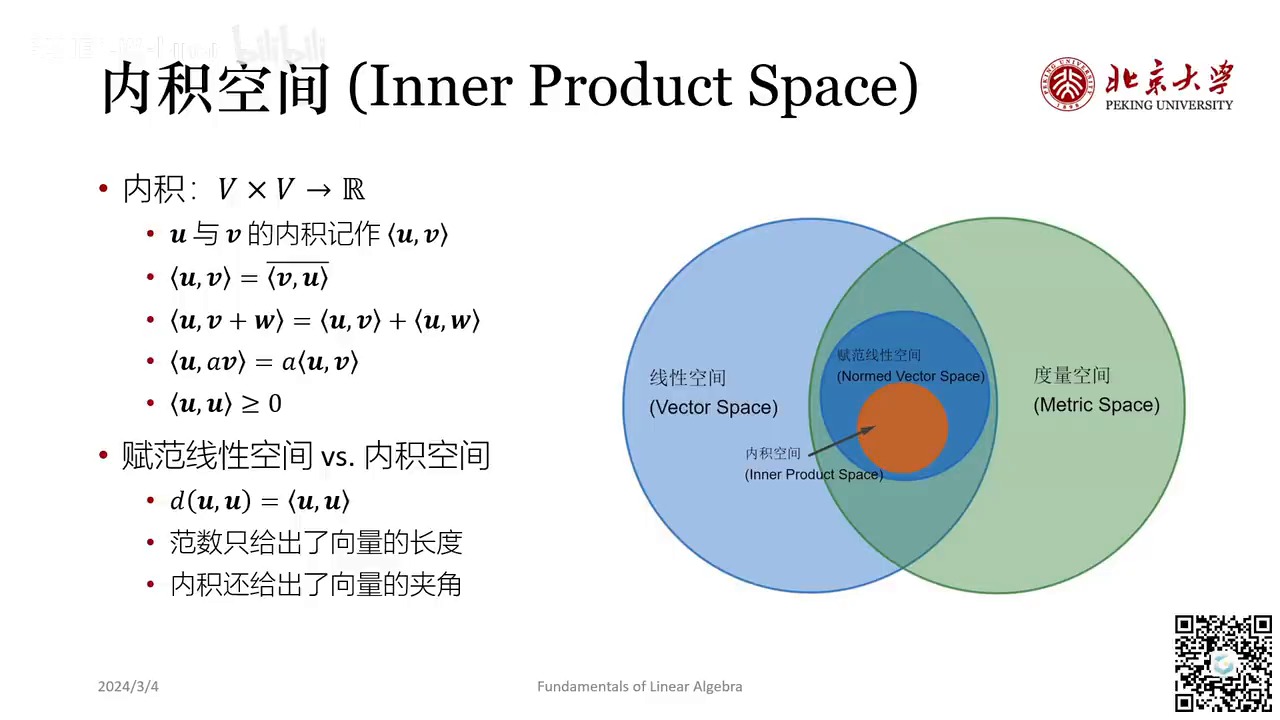 bilibili
内积空间 (Inner Product Space)
北京大学
PEKING UNIVERSITY
PEKING UNIVERSITY
1898
• 内积：V × V → ℝ
• u 与 v 的内积记作 ⟨u, v⟩
• ⟨u, v⟩ = \overline{⟨v, u⟩}
• ⟨u, v + w⟩ = ⟨u, v⟩ + ⟨u, w⟩
• ⟨u, av⟩ = a⟨u, v⟩
• ⟨u, u⟩ ≥ 0
• 赋范线性空间 vs. 内积空间
• d(u, u) = ⟨u, u⟩
• 范数只给出了向量的长度
• 内积还给出了向量的夹角
线性空间
(Vector Space)
赋范线性空间
(Normed Vector Space)
内积空间
(Inner Product Space)
度量空间
(Metric Space)
2024/3/4
Fundamentals of Linear Algebra